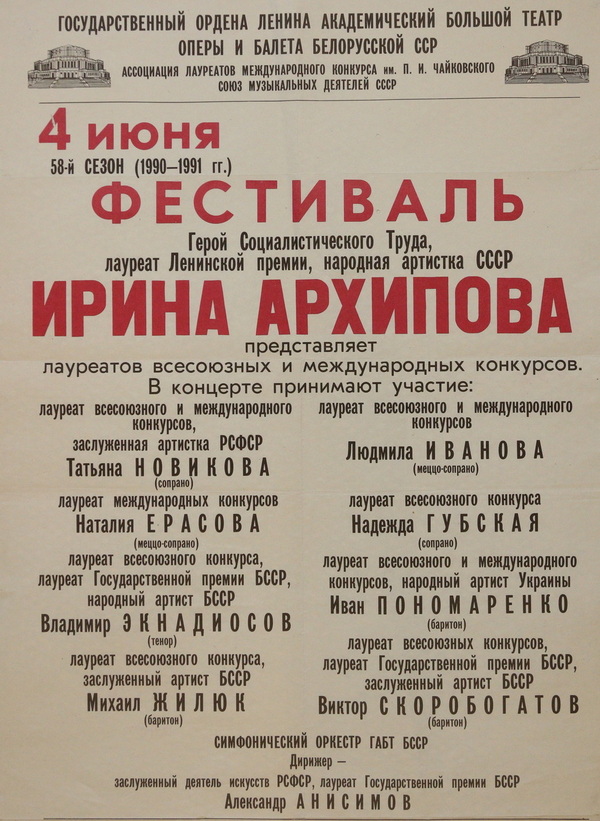 ГОСУДАРСТВЕННЫЙ ОРДЕНА ЛЕНИНА АКАДЕМИЧЕСКИЙ БОЛЬШОЙ ТЕАТР
ОПЕРЫ И БАЛЕТА БЕЛОРУССКОЙ ССР
АССОЦИАЦИЯ ЛАУРЕАТОВ МЕЖДУНАРОДНОГО КОНКУРСА им. П. И. ЧАЙКОВСКОГО
СОЮЗ МУЗЫКАЛЬНЫХ ДЕЯТЕЛЕЙ СССР
4 июня
58-й СЕЗОН (1990—1991 гг.)
ФЕСТИВАЛЬ
Герой Социалистического Труда,
лауреат Ленинской премии, народная артистка СССР
ИРИНА АРХИПОВА
представляет
лауреатов всесоюзных и международных конкурсов.
В концерте принимают участие:
лауреат всесоюзного и международного
конкурсов,
заслуженная артистка РСФСР
Татьяна НОВИКОВА
(сопрано)
лауреат международных конкурсов
Наталия ЕРАСОВА
(меццо-сопрано)
лауреат всесоюзного конкурса,
лауреат Государственной премии БССР,
народный артист БССР
Владимир ЭКНАДИОСОВ
(тенор)
лауреат всесоюзного конкурса,
заслуженный артист БССР
Михаил ЖИЛЮК
(баритон)
лауреат всесоюзного и международного
конкурсов
Людмила ИВАНОВА
(меццо-сопрано)
лауреат всесоюзного конкурса
Надежда ГУБСКАЯ
(сопрано)
лауреат всесоюзного и международного
конкурсов, народный артист Украины
Иван ПОНОМАРЕНКО
(баритон)
лауреат всесоюзных конкурсов,
лауреат Государственной премии БССР,
заслуженный артист БССР
Виктор СКОРОБОГАТОВ
(баритон)
СИМФОНИЧЕСКИЙ ОРКЕСТР ГАБТ БССР
Дирижер —
заслуженный деятель искусств РСФСР, лауреат Государственной премии БССР
Александр АНИСИМОВ